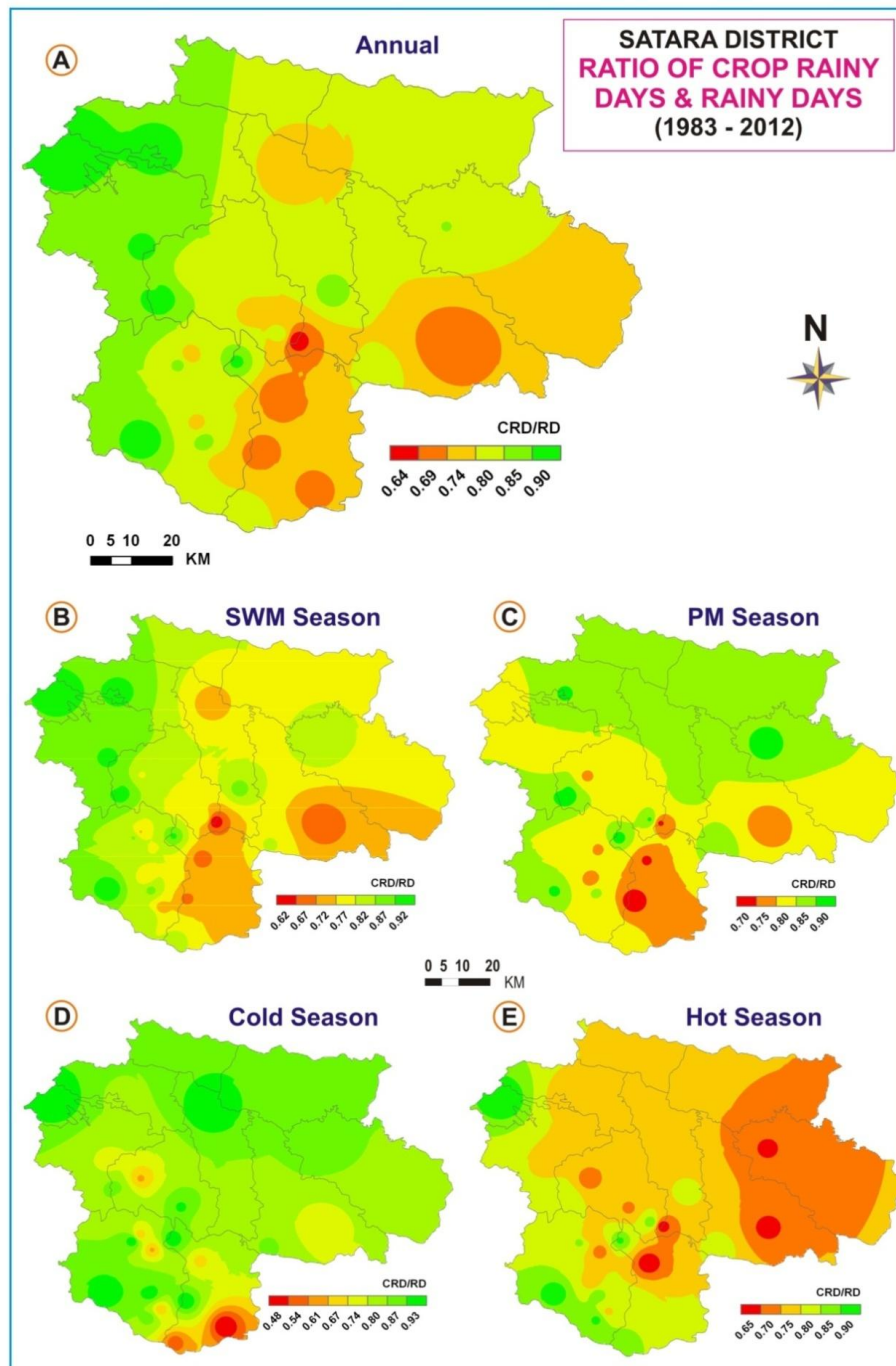 A
Annual
SATARA DISTRICT
RATIO OF CROP RAINY
DAYS & RAINY DAYS
(1983 - 2012)
N
CRD/RD
0.64 0.69 0.74 0.80 0.85 0.90
0 5 10 20
KM
B
SWM Season
CRD/RD
0.62 0.67 0.72 0.77 0.82 0.87 0.92
C
PM Season
CRD/RD
0.70 0.75 0.80 0.85 0.90
0 5 10 20
KM
D
Cold Season
CRD/RD
0.48 0.54 0.61 0.67 0.74 0.80 0.87 0.93
E
Hot Season
CRD/RD
0.65 0.70 0.75 0.80 0.85 0.90